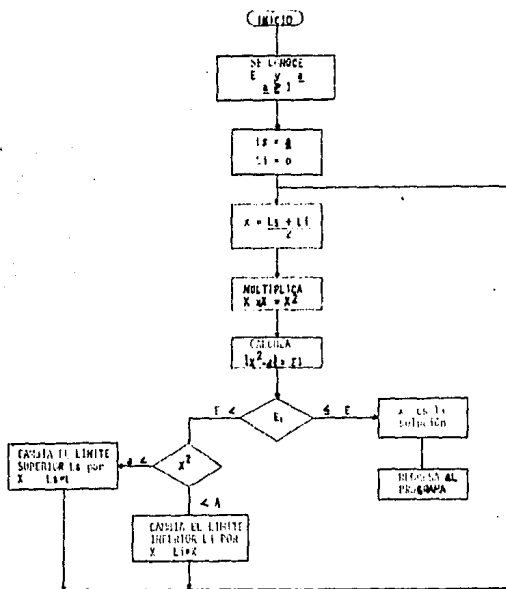 INICIO
SE CONOCE
E y a
a ≥ 1
Ls = a
Li = 0
X = Ls + Li
2
MULTIPLICA
X x X = X²
CALCULA
|X²-a| = E1
E <
E₁
≤ E
X es la
solución
REGRESA AL
PROGRAMA
X²
a <
CAMBIA EL LIMITE
SUPERIOR Ls por
X
< A
CAMBIA EL LIMITE
INFERIOR Li POR
X Li=X